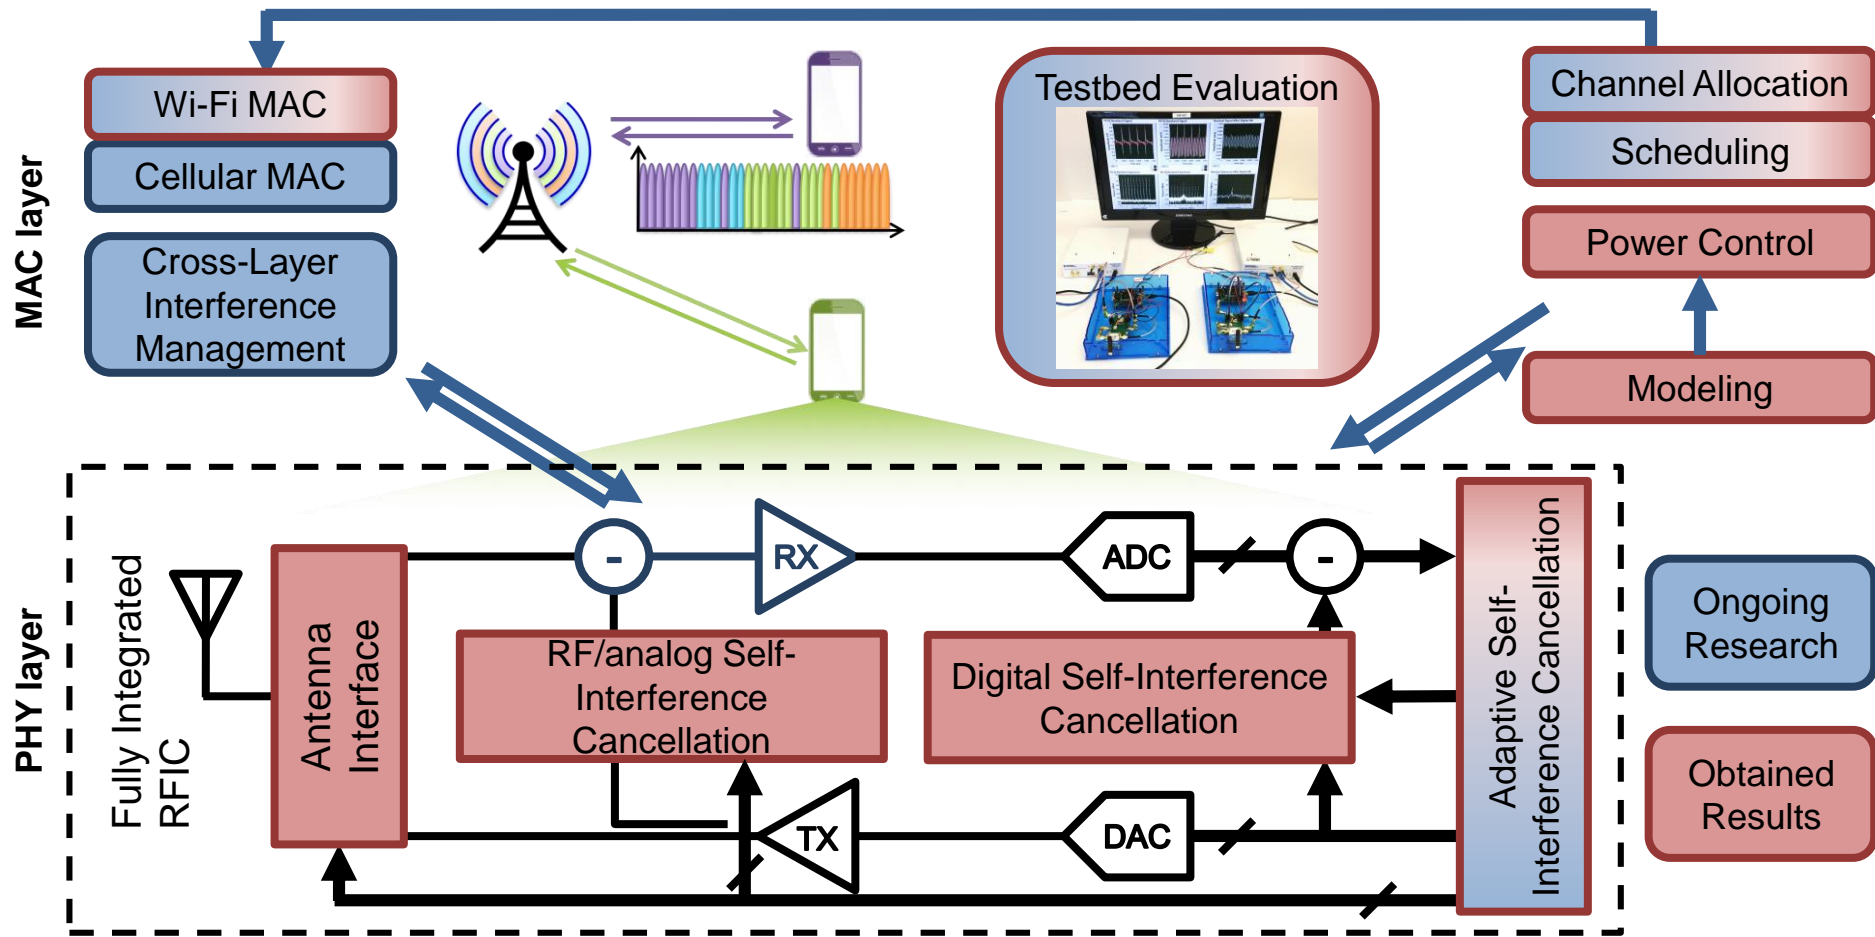 MAC layer
Wi-Fi MAC
Cellular MAC
Cross-Layer
Interference
Management
Testbed Evaluation
Channel Allocation
Scheduling
Power Control
Modeling
PHY layer
Fully Integrated
RFIC
Antenna
Interface
-
RX
ADC
-
RF/analog Self-
Interference
Cancellation
Digital Self-Interference
Cancellation
TX
DAC
Adaptive Self-
Interference Cancellation
Ongoing
Research
Obtained
Results